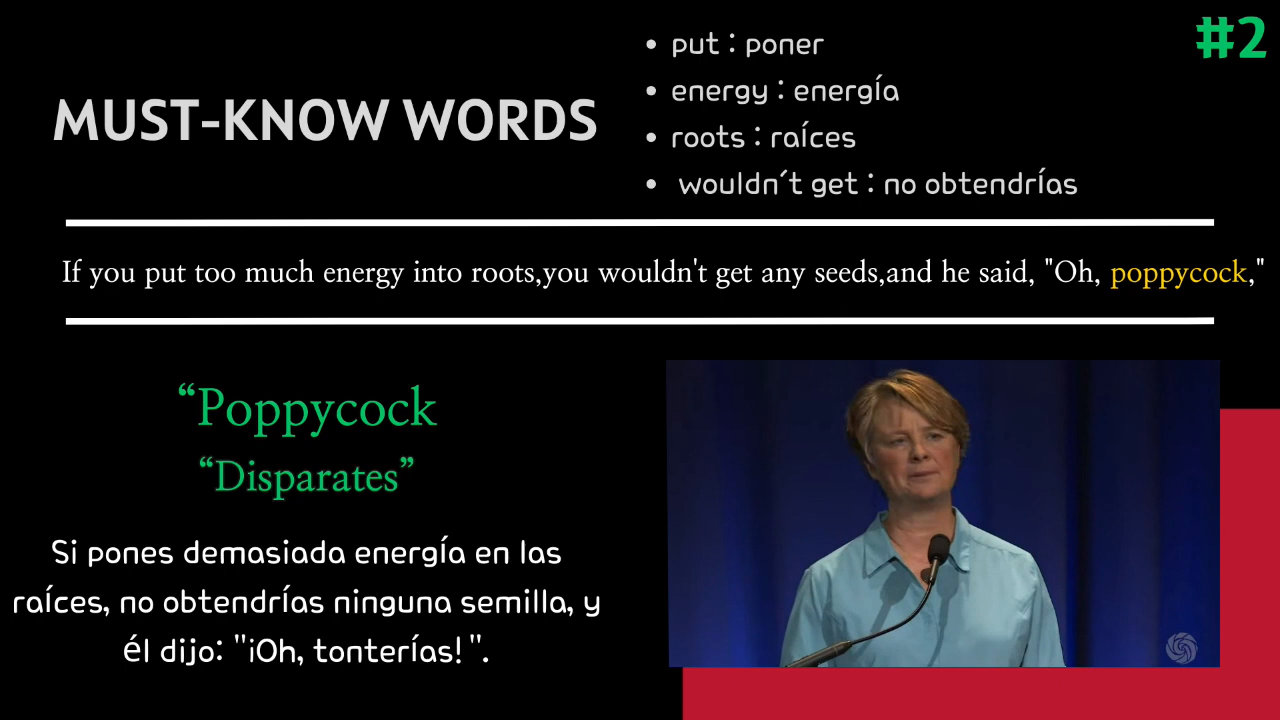 #2
MUST-KNOW WORDS
• put : poner
• energy : energía
• roots : raíces
• wouldn´t get : no obtendrías
If you put too much energy into roots,you wouldn't get any seeds,and he said, "Oh, poppycock,"
“Poppycock
“Disparates”
Si pones demasiada energía en las
raíces, no obtendrías ninguna semilla, y
él dijo: "¡Oh, tonterías! ".